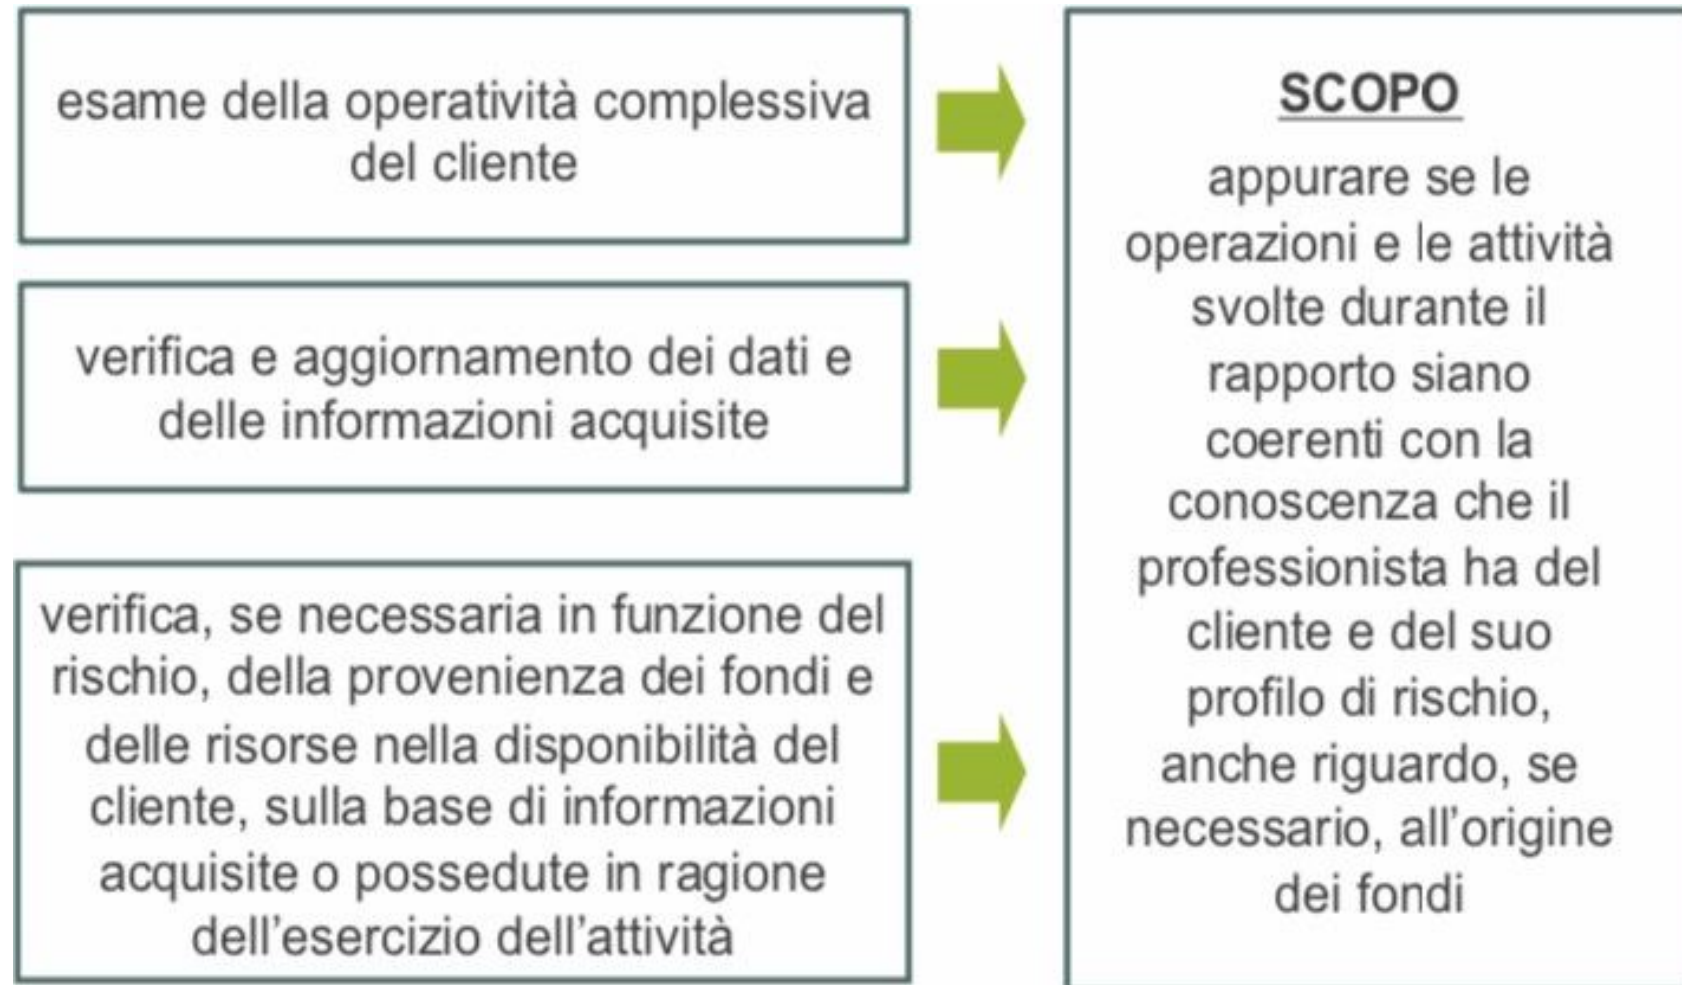 esame della operatività complessiva
del cliente
verifica e aggiornamento dei dati e
delle informazioni acquisite
verifica, se necessaria in funzione del
rischio, della provenienza dei fondi e
delle risorse nella disponibilità del
cliente, sulla base di informazioni
acquisite o possedute in ragione
dell'esercizio dell'attività
SCOPO
appurare se le
operazioni e le attività
svolte durante il
rapporto siano
coerenti con la
conoscenza che il
professionista ha del
cliente e del suo
profilo di rischio,
anche riguardo, se
necessario, all'origine
dei fondi